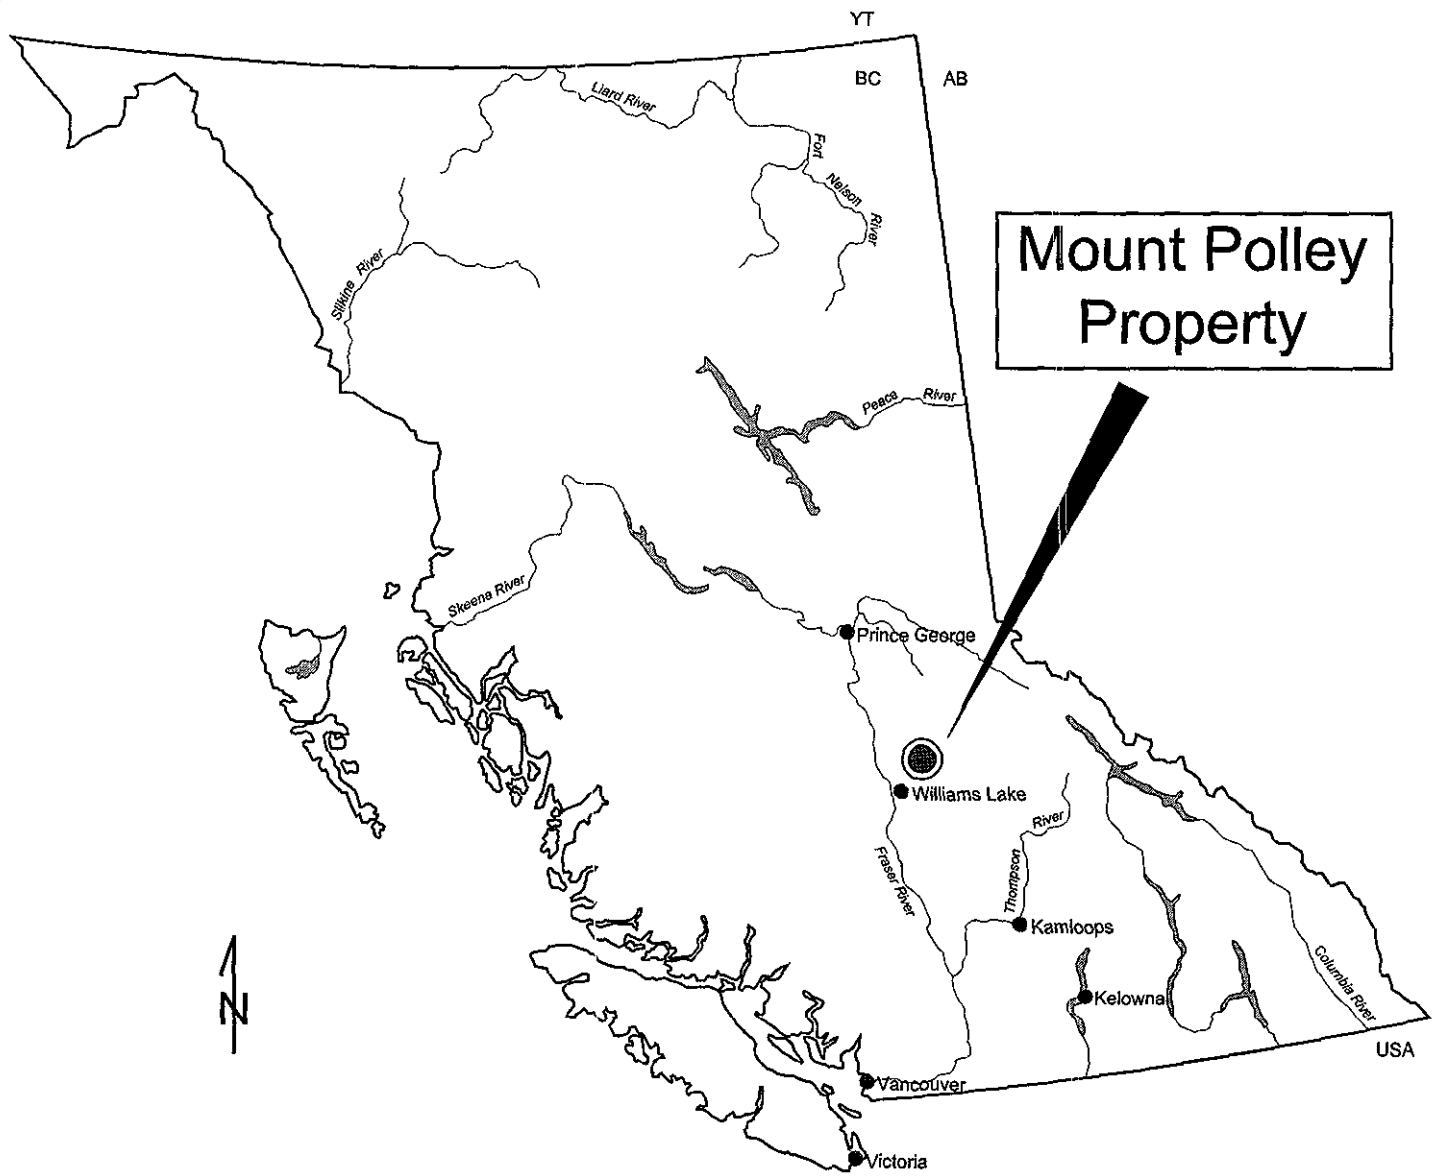 YT
BC
AB
Liard River
Fort
Nelson
River
Mount Polley
Property
Stikine River
Peace River
Skeena River
Prince George
Williams Lake
River
Thompson
Fraser River
Kamloops
Columbia River
Kelowna
N
USA
Vancouver
Victoria